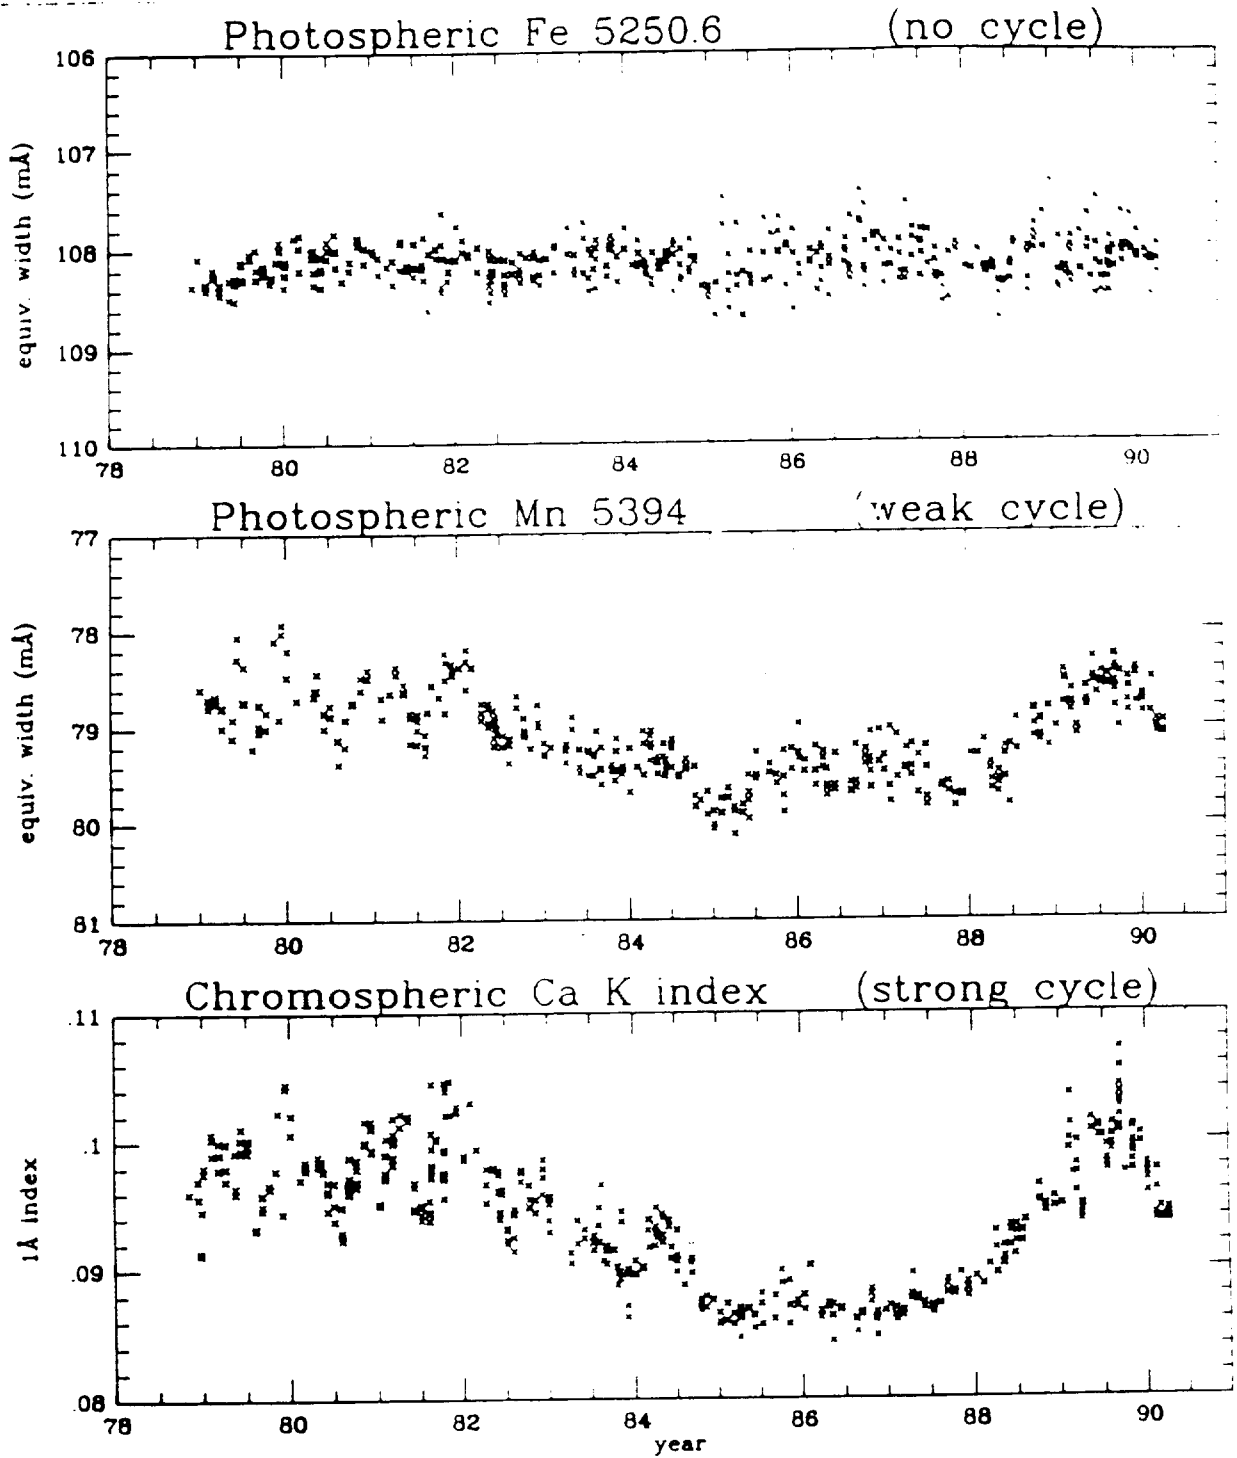 Photospheric Fe 5250.6 (no cycle)
106
107
108
109
110
equiv. width (mÅ)
78 80 82 84 86 88 90
Photospheric Mn 5394 (weak cycle)
77
78
79
80
81
equiv. width (mÅ)
78 80 82 84 86 88 90
Chromospheric Ca K index (strong cycle)
.11
.1
.09
.08
1Å index
78 80 82 84 86 88 90
year